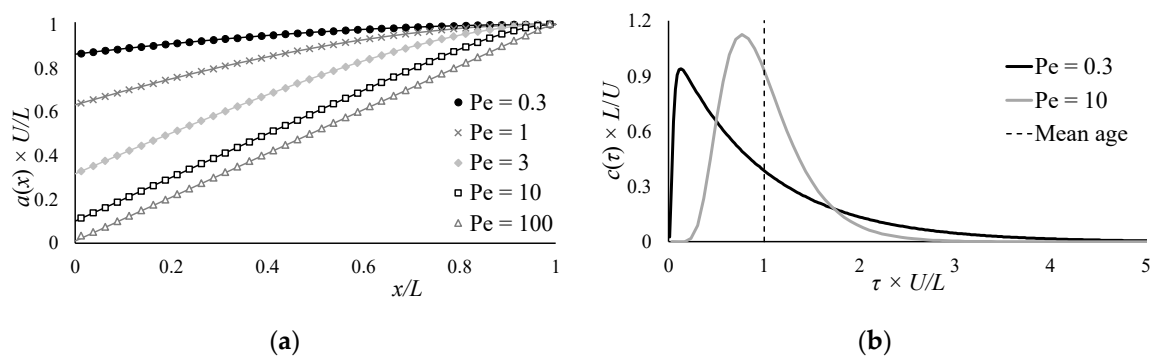 1
0.8
0.6
0.4
0.2
0
a(x) × U/L
0 0.2 0.4 0.6 0.8 1
x/L
Pe = 0.3
Pe = 1
Pe = 3
Pe = 10
Pe = 100
(a)
1.2
0.9
0.6
0.3
0
c(τ) × L/U
0 1 2 3 4 5
τ × U/L
Pe = 0.3
Pe = 10
Mean age
(b)